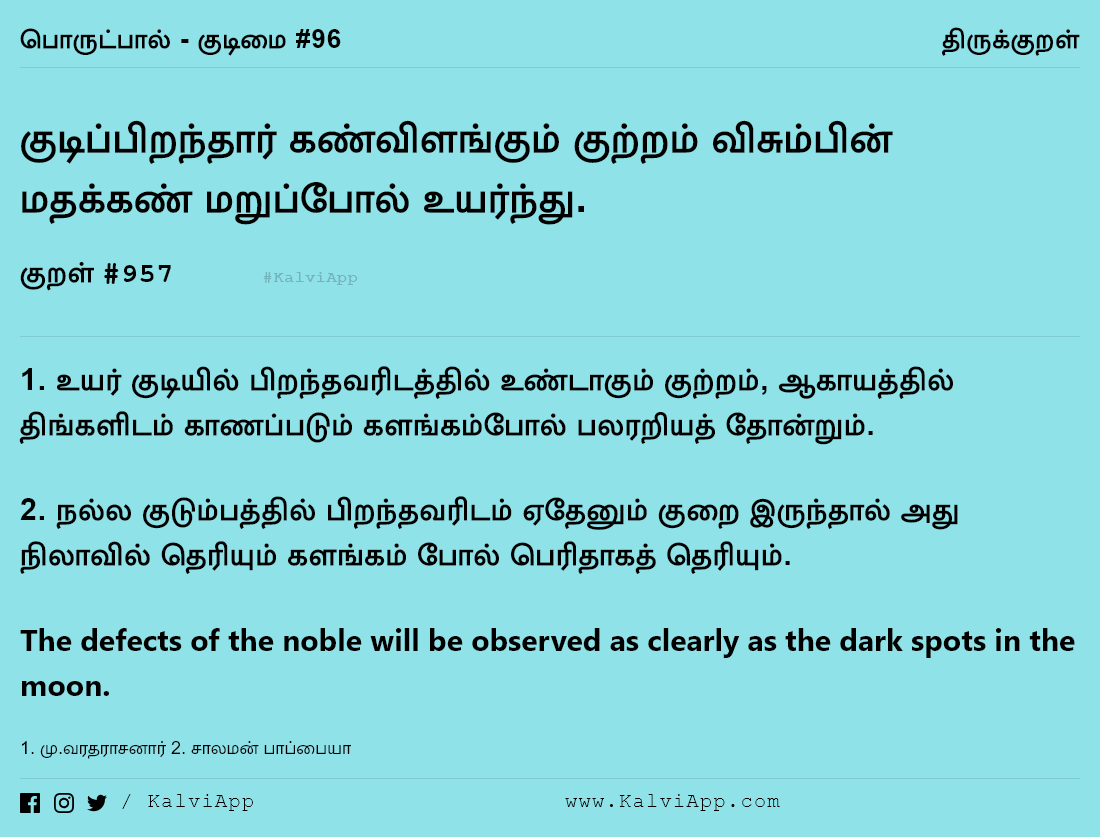 பொருட்பால் - குடிமை #96
திருக்குறள்
குடிப்பிறந்தார் கண்விளங்கும் குற்றம் விசும்பின்
மதக்கண் மறுப்போல் உயர்ந்து.
குறள் #957
#KalviApp
1. உயர் குடியில் பிறந்தவரிடத்தில் உண்டாகும் குற்றம், ஆகாயத்தில்
திங்களிடம் காணப்படும் களங்கம்போல் பலரறியத் தோன்றும்.
2. நல்ல குடும்பத்தில் பிறந்தவரிடம் ஏதேனும் குறை இருந்தால் அது
நிலாவில் தெரியும் களங்கம் போல் பெரிதாகத் தெரியும்.
The defects of the noble will be observed as clearly as the dark spots in the
moon.
1. மு.வரதராசனார் 2. சாலமன் பாப்பையா
/ KalviApp
www.KalviApp.com